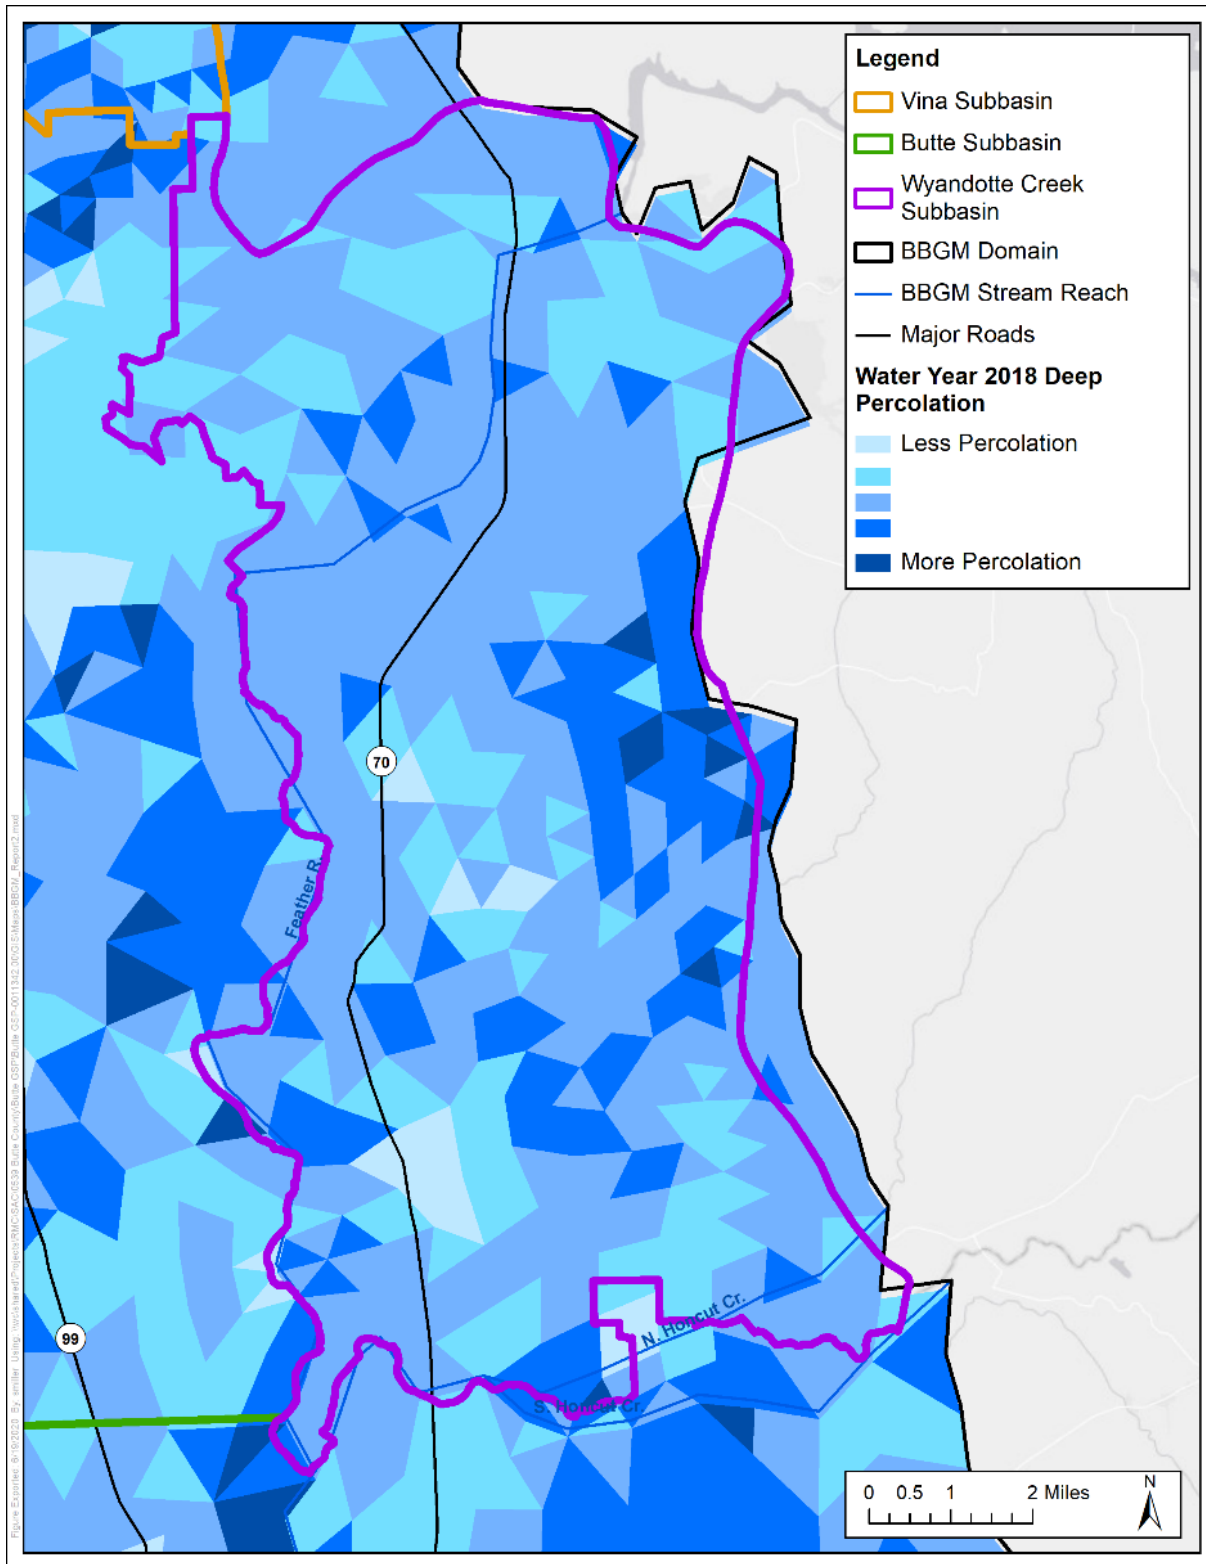 Legend
Vina Subbasin
Butte Subbasin
Wyandotte Creek
Subbasin
BBGM Domain
BBGM Stream Reach
Major Roads
Water Year 2018 Deep
Percolation
Less Percolation
More Percolation
70
Feather R.
99
N. Honcut Cr.
S. Honcut Cr.
0 0.5 1 2 Miles
N